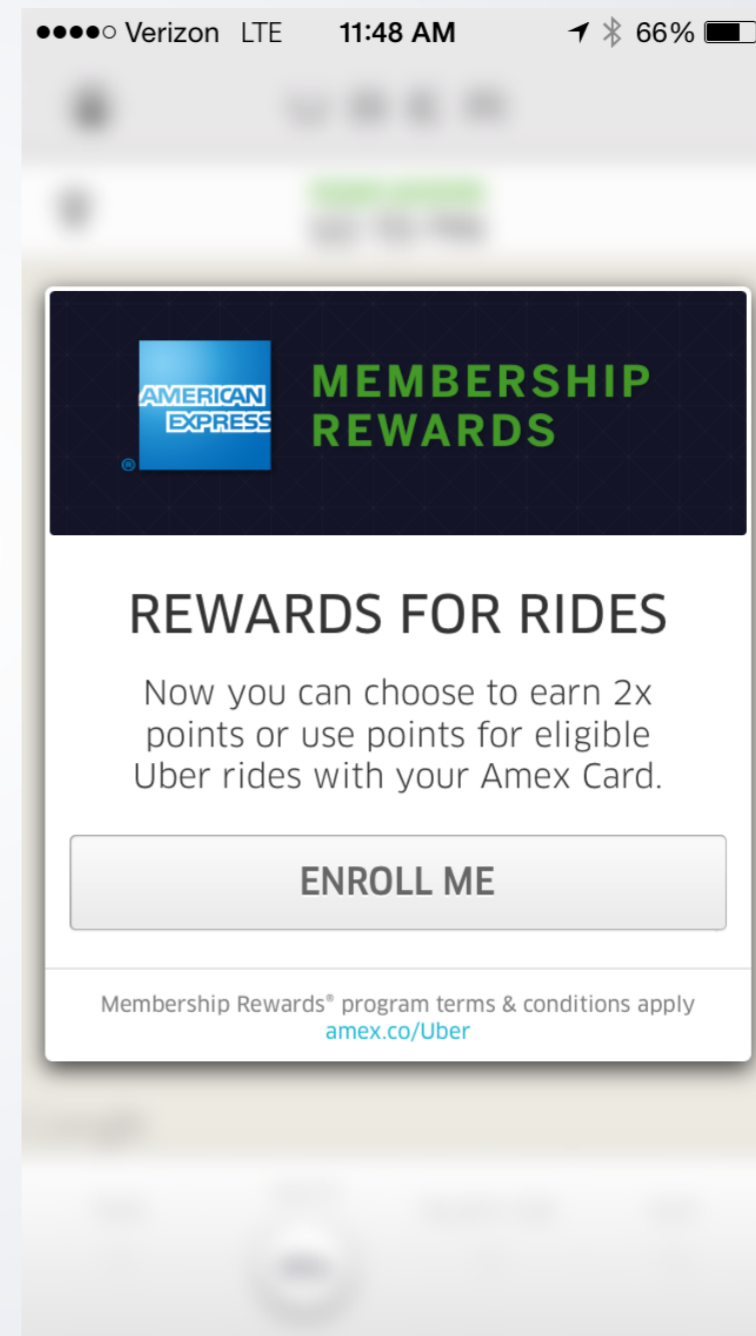 Verizon LTE 11:48 AM 66%
UBER
AMERICAN
EXPRESS
®
MEMBERSHIP
REWARDS
REWARDS FOR RIDES
Now you can choose to earn 2x
points or use points for eligible
Uber rides with your Amex Card.
ENROLL ME
Membership Rewards® program terms & conditions apply
amex.co/Uber